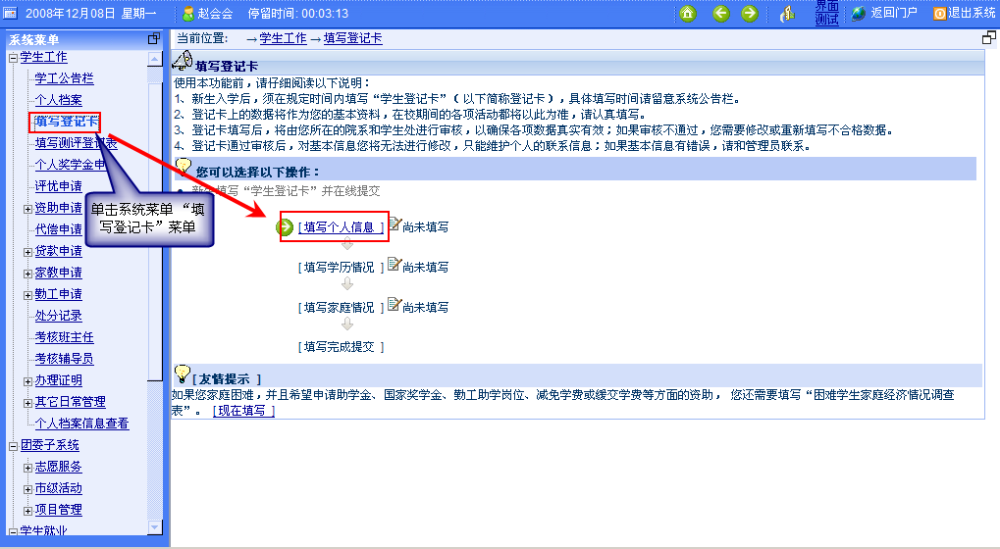 2008年12月08日 星期一 赵会会 停留时间: 00:03:13 界面测试 返回门户 退出系统
系统菜单
当前位置: →学生工作→填写登记卡
学生工作
学工公告栏
个人档案
填写登记卡
填写测评登记表
个人奖学金申
评优申请
资助申请
代偿申请
贷款申请
家教申请
勤工申请
处分记录
考核班主任
考核辅导员
办理证明
其它日常管理
个人档案信息查看
团委子系统
志愿服务
市级活动
项目管理
学生就业
单击系统菜单 “填
写登记卡”菜单
填写登记卡
使用本功能前，请仔细阅读以下说明：
1、新生入学后，须在规定时间内填写“学生登记卡”（以下简称登记卡），具体填写时间请留意系统公告栏。
2、登记卡上的数据将作为您的基本资料，在校期间的各项活动都将以此为准，请认真填写。
3、登记卡填写后，将由您所在的院系和学生处进行审核，以确保各项数据真实有效；如果审核不通过，您需要修改或重新填写不合格数据。
4、登记卡通过审核后，对基本信息您将无法进行修改，只能维护个人的联系信息；如果基本信息有错误，请和管理员联系。
您可以选择以下操作：
填写“学生登记卡”并在线提交
[ 填写个人信息 ] 尚未填写
[ 填写学历情况 ] 尚未填写
[ 填写家庭情况 ] 尚未填写
[ 填写完成提交 ]
[ 友情提示 ]
如果您家庭困难，并且希望申请助学金、国家奖学金、勤工助学岗位、减免学费或缓交学费等方面的资助， 您还需要填写“困难学生家庭经济情况调查
表”。 [现在填写 ]